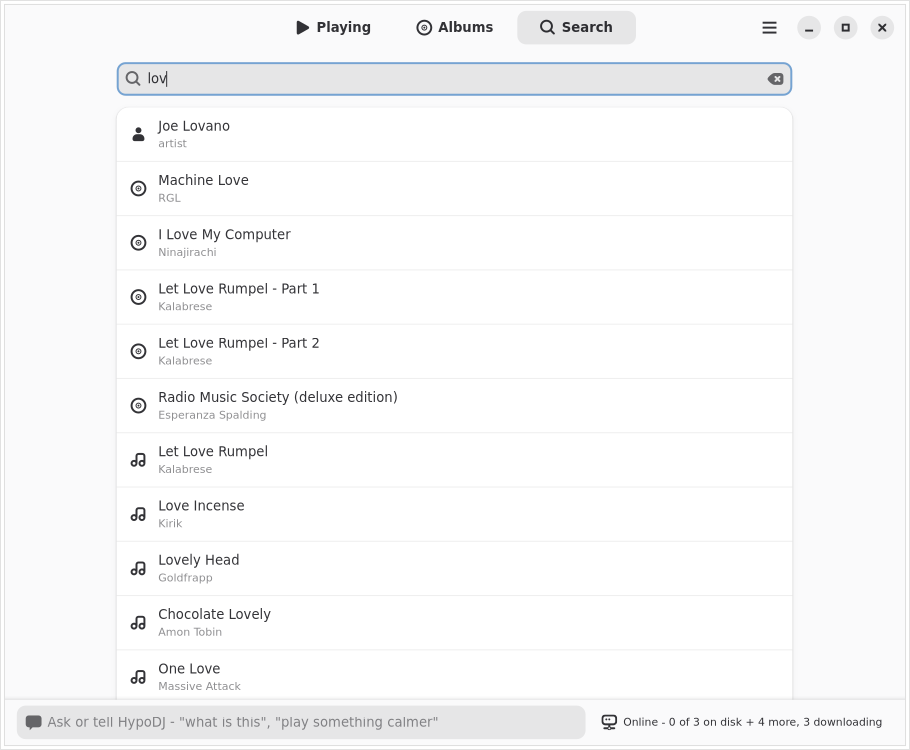 Playing
Albums
Search
lov
Joe Lovano
artist
Machine Love
RGL
I Love My Computer
Ninajirachi
Let Love Rumpel - Part 1
Kalabrese
Let Love Rumpel - Part 2
Kalabrese
Radio Music Society (deluxe edition)
Esperanza Spalding
Let Love Rumpel
Kalabrese
Love Incense
Kirik
Lovely Head
Goldfrapp
Chocolate Lovely
Amon Tobin
One Love
Massive Attack
Ask or tell HypoDJ - "what is this", "play something calmer"
Online - 0 of 3 on disk + 4 more, 3 downloading